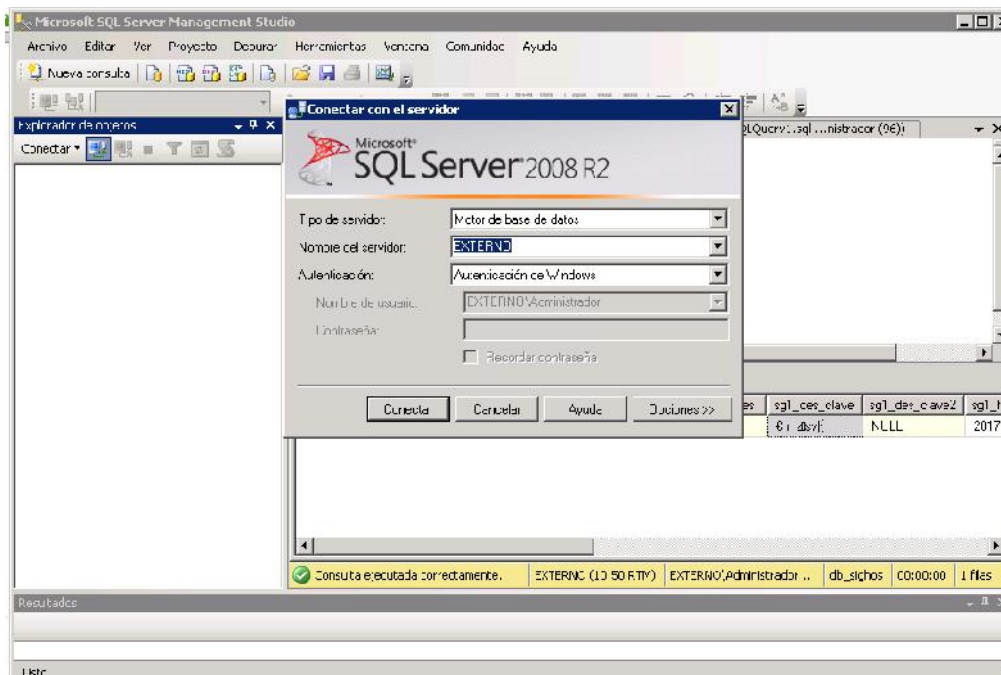 Microsoft SQL Server Management Studio
Archivo Editar Ver Proyecto Depurar Herramientas Ventana Comunidad Ayuda
Nueva consulta
Explorador de objetos
Conectar
Conectar con el servidor
Microsoft
SQL Server 2008 R2
Tipo de servidor: Motor de base de datos
Nombre del servidor: EXTERNO
Autenticación: Autenticación de Windows
Nombre de usuario: EXTERNO\Administrador
Contraseña:
Recordar contraseña
Conectar Cancelar Ayuda Opciones >>
sgl_des_clave sgl_des_clave2
NULL 2017
Consulta ejecutada correctamente. EXTERNO (10.50 RTM) EXTERNO\Administrador ... db_sighos 00:00:00 1 filas
Resultados
Listo